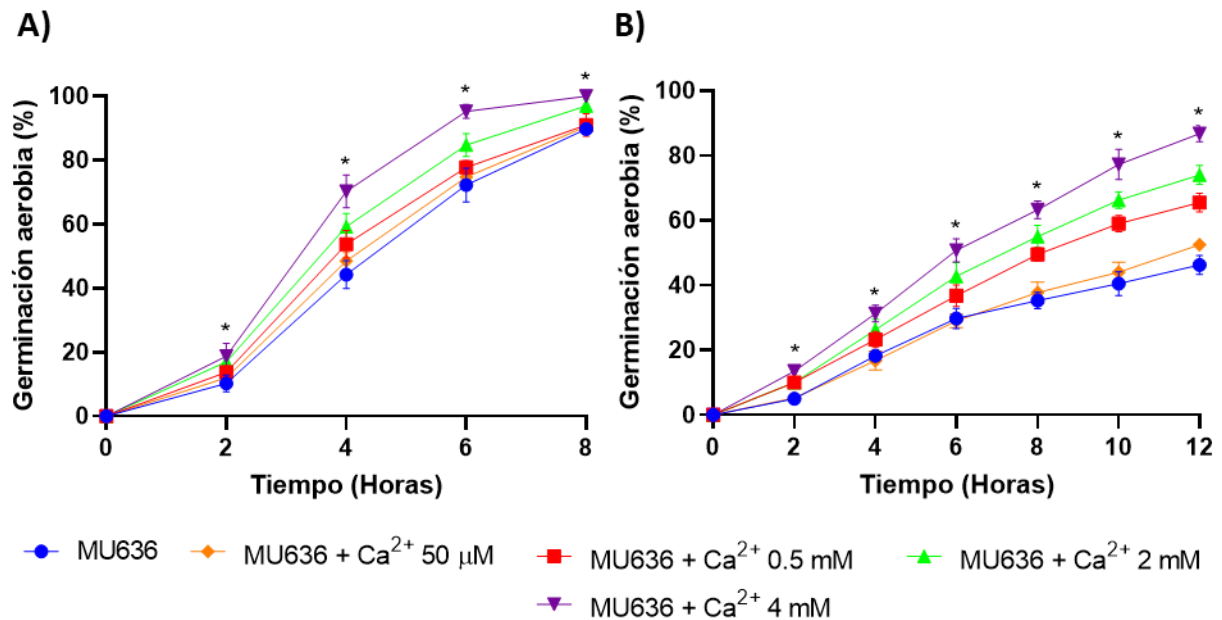 A)
Germinación aerobia (%)
100
80
60
40
20
0
0 2 4 6 8
Tiempo (Horas)
* * * *
B)
Germinación aerobia (%)
100
80
60
40
20
0
0 2 4 6 8 10 12
Tiempo (Horas)
* * * * * *
MU636
MU636 + Ca²⁺ 50 μM
MU636 + Ca²⁺ 0.5 mM
MU636 + Ca²⁺ 2 mM
MU636 + Ca²⁺ 4 mM